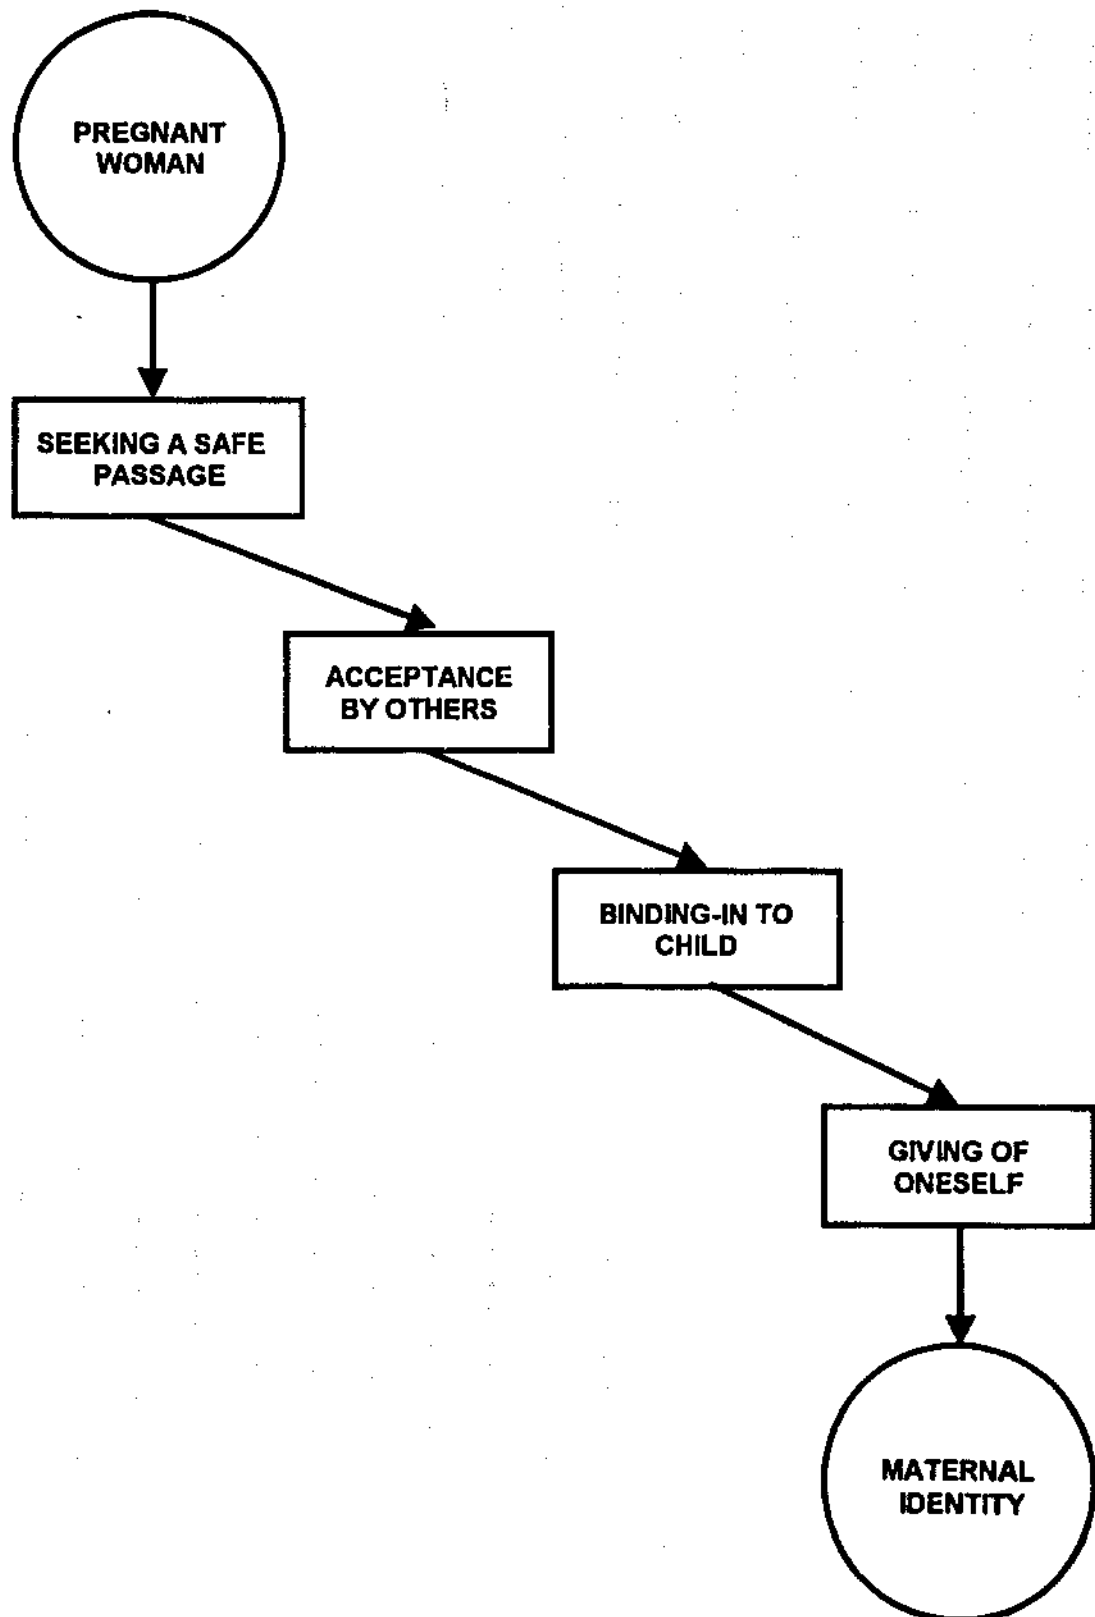 PREGNANT
WOMAN
SEEKING A SAFE
PASSAGE
ACCEPTANCE
BY OTHERS
BINDING-IN TO
CHILD
GIVING OF
ONESELF
MATERNAL
IDENTITY